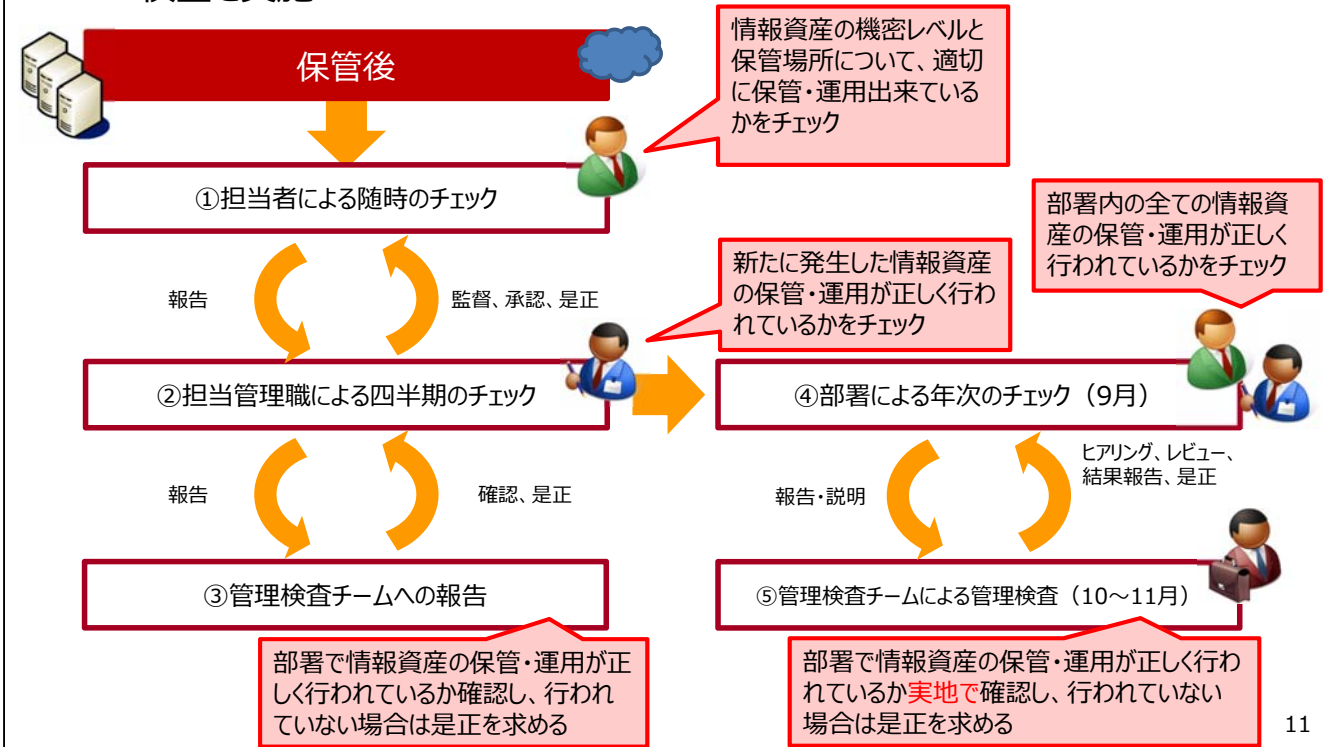 保管後
情報資産の機密レベルと
保管場所について、適切
に保管・運用出来ている
かをチェック
①担当者による随時のチェック
部署内の全ての情報資
産の保管・運用が正しく
行われているかをチェック
報告
監督、承認、是正
新たに発生した情報資産
の保管・運用が正しく行わ
れているかをチェック
②担当管理職による四半期のチェック
④部署による年次のチェック（9月）
報告
確認、是正
報告・説明
ヒアリング、レビュー、
結果報告、是正
③管理検査チームへの報告
⑤管理検査チームによる管理検査（10～11月）
部署で情報資産の保管・運用が正
しく行われているか確認し、行われ
ていない場合は是正を求める
部署で情報資産の保管・運用が正しく行わ
れているか実地で確認し、行われていない
場合は是正を求める
11